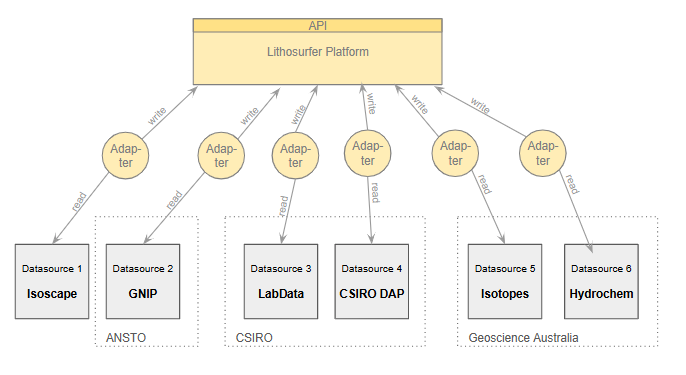 API
Lithosurfer Platform
write
write
write
write
write
write
Adap-
ter
Adap-
ter
Adap-
ter
Adap-
ter
Adap-
ter
Adap-
ter
read
read
read
read
read
read
Datasource 1
Isoscape
Datasource 2
GNIP
Datasource 3
LabData
Datasource 4
CSIRO DAP
Datasource 5
Isotopes
Datasource 6
Hydrochem
ANSTO
CSIRO
Geoscience Australia